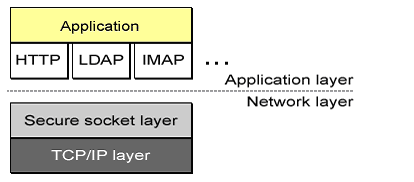 Application
HTTP LDAP IMAP ...
Application layer
Network layer
Secure socket layer
TCP/IP layer